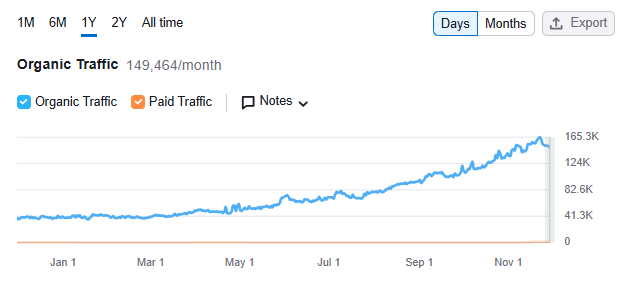 1M 6M 1Y 2Y All time Days Months Export
Organic Traffic 149,464/month
Organic Traffic Paid Traffic Notes
165.3K
124K
82.6K
41.3K
0
Jan 1 Mar 1 May 1 Jul 1 Sep 1 Nov 1